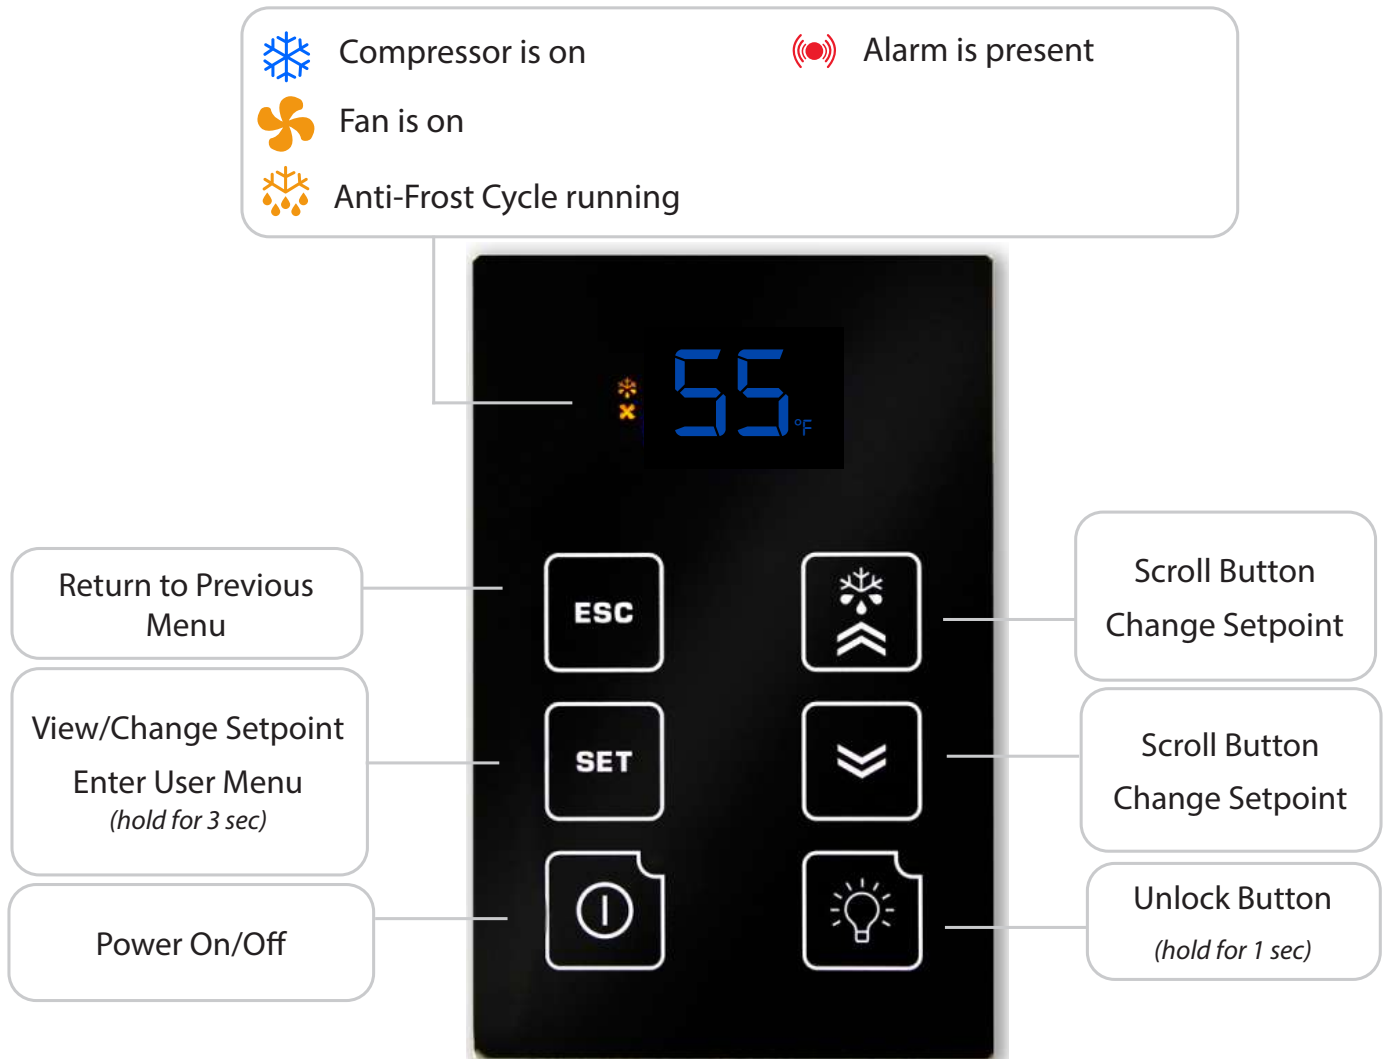 Compressor is on
Alarm is present
Fan is on
Anti-Frost Cycle running
55 °F
Return to Previous
Menu
ESC
Scroll Button
Change Setpoint
View/Change Setpoint
Enter User Menu
(hold for 3 sec)
SET
Scroll Button
Change Setpoint
Power On/Off
Unlock Button
(hold for 1 sec)